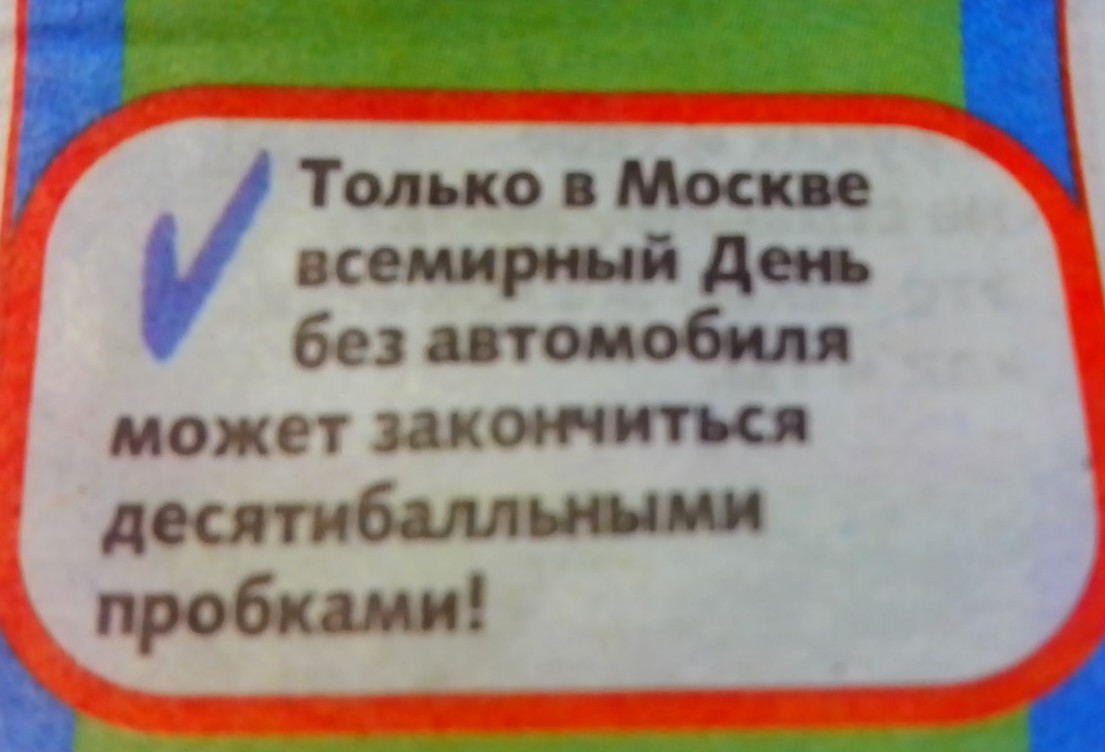 Только в Москве
всемирный День
без автомобиля
может закончиться
десятибалльными
пробками!